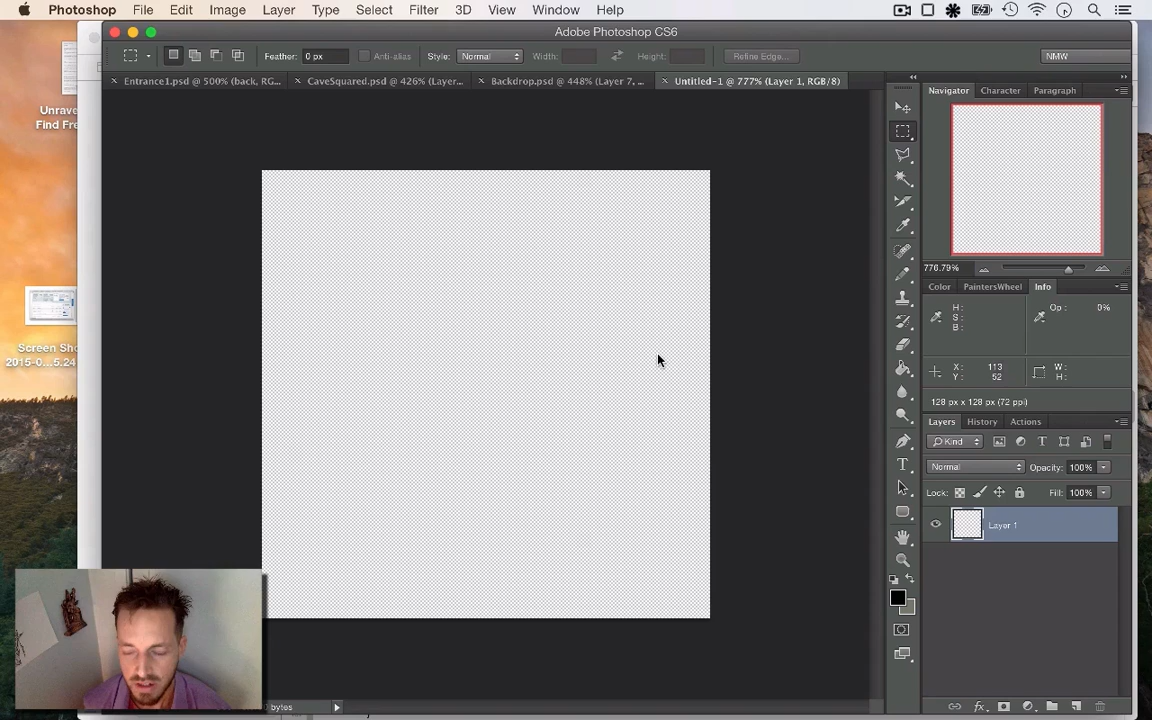 Photoshop File Edit Image Layer Type Select Filter 3D View Window Help
Adobe Photoshop CS6
Feather: 0 px Anti-alias Style: Normal Width: Height: Refine Edge... NMW
Entrance1.psd @ 500% (back, RG... CaveSquared.psd @ 426% (Layer... Backdrop.psd @ 448% (Layer 7, ... Untitled-1 @ 777% (Layer 1, RGB/8)
Navigator Character Paragraph
Unrave
Find Fre
776.79%
Color PaintersWheel Info
H:
S:
B:
Op: 0%
X: 113
Y: 52
W:
H:
128 px x 128 px (72 ppi)
Screen Sho
2015-0...5.24
Layers History Actions
Kind
Normal Opacity: 100%
Lock: Fill: 100%
Layer 1
bytes
fx